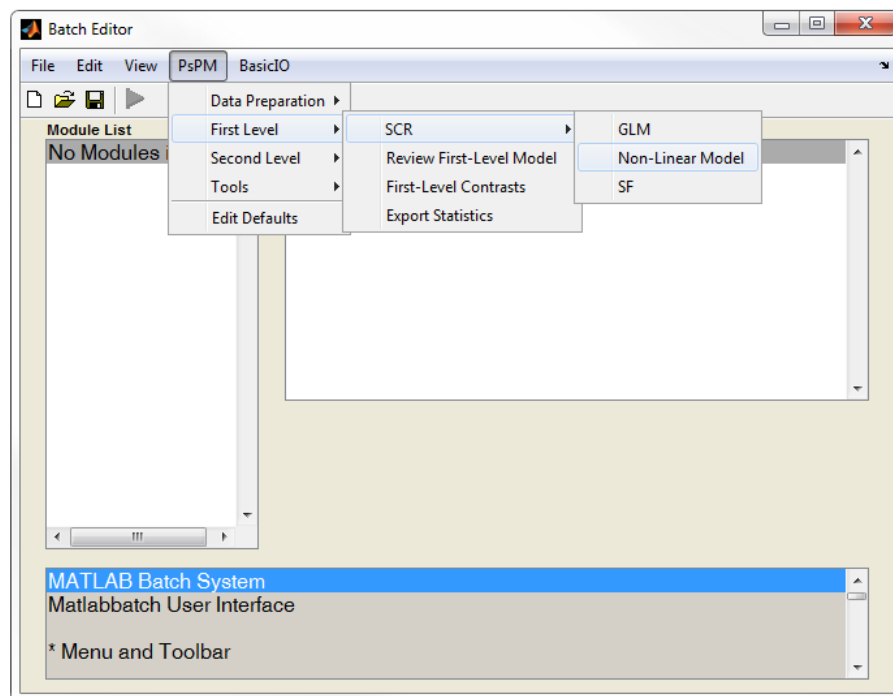 Batch Editor
File Edit View PsPM BasicIO
Module List
No Modules i
Data Preparation
First Level
Second Level
Tools
Edit Defaults
SCR
Review First-Level Model
First-Level Contrasts
Export Statistics
GLM
Non-Linear Model
SF
MATLAB Batch System
Matlabbatch User Interface
* Menu and Toolbar